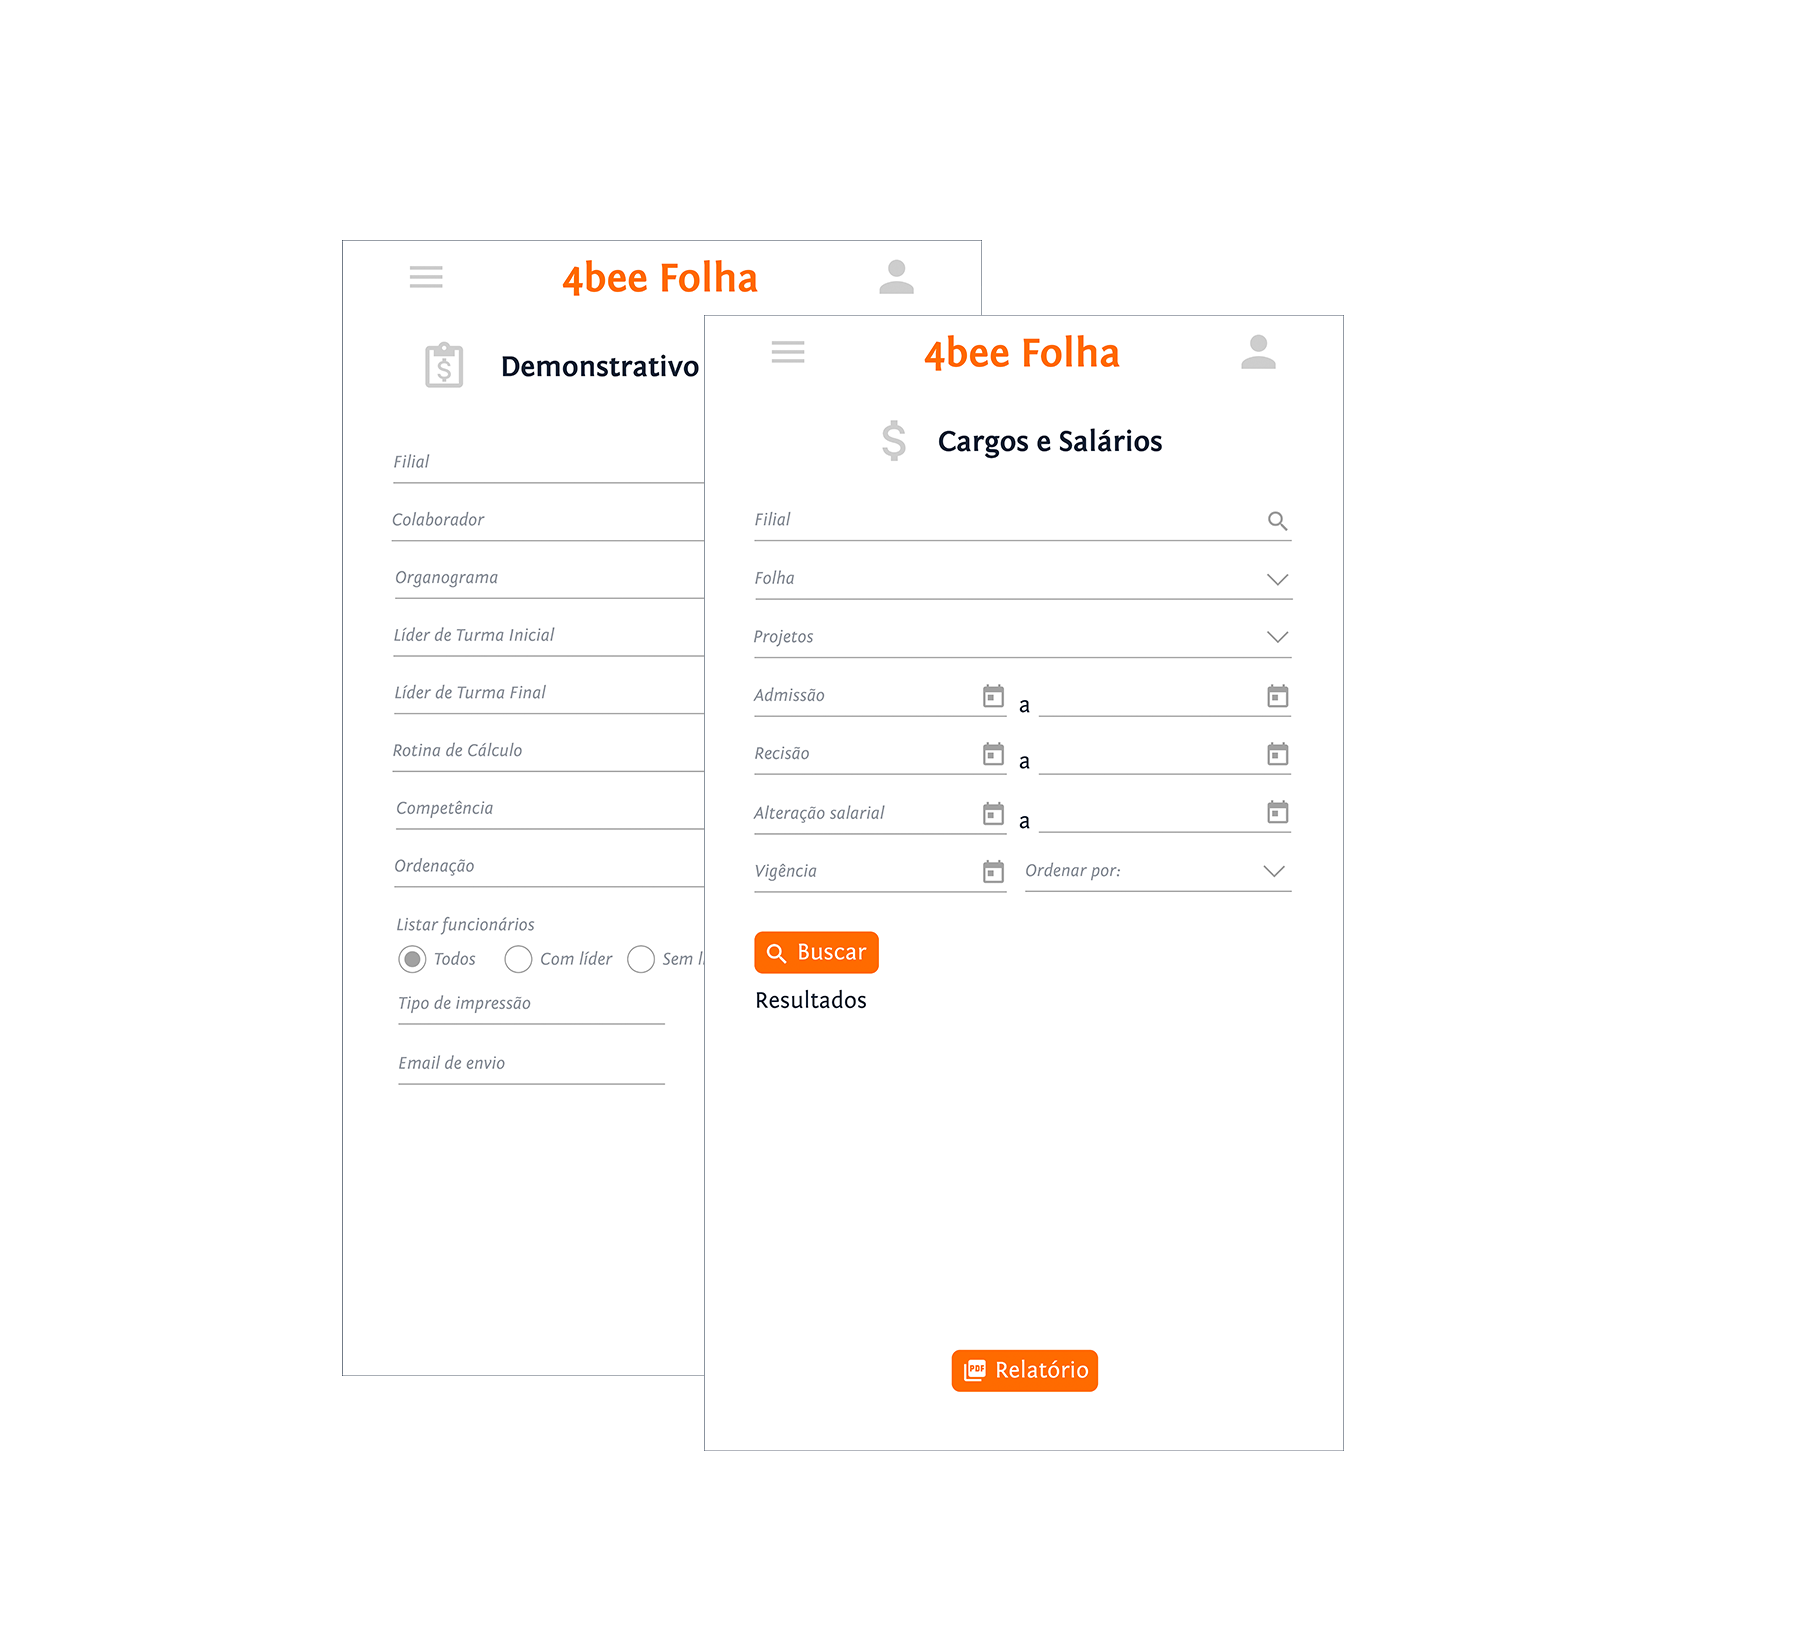 4bee Folha
Demonstrativo
Filial
Colaborador
Organograma
Líder de Turma Inicial
Líder de Turma Final
Rotina de Cálculo
Competência
Ordenação
Listar funcionários
Todos Com líder Sem
Tipo de impressão
Email de envio
4bee Folha
Cargos e Salários
Filial
Folha
Projetos
Admissão a
Recisão a
Alteração salarial a
Vigência Ordenar por:
Buscar
Resultados
PDF Relatório